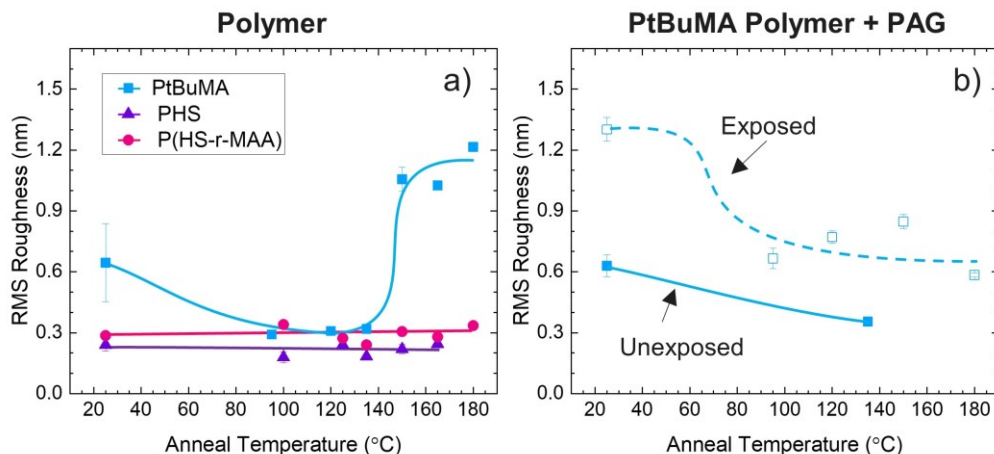 Polymer
PtBuMA Polymer + PAG
a)
b)
PtBuMA
PHS
P(HS-r-MAA)
Exposed
Unexposed
RMS Roughness (nm)
1.5
1.2
0.9
0.6
0.3
0.0
20 40 60 80 100 120 140 160 180
Anneal Temperature (°C)
RMS Roughness (nm)
1.5
1.2
0.9
0.6
0.3
0.0
20 40 60 80 100 120 140 160 180
Anneal Temperature (°C)